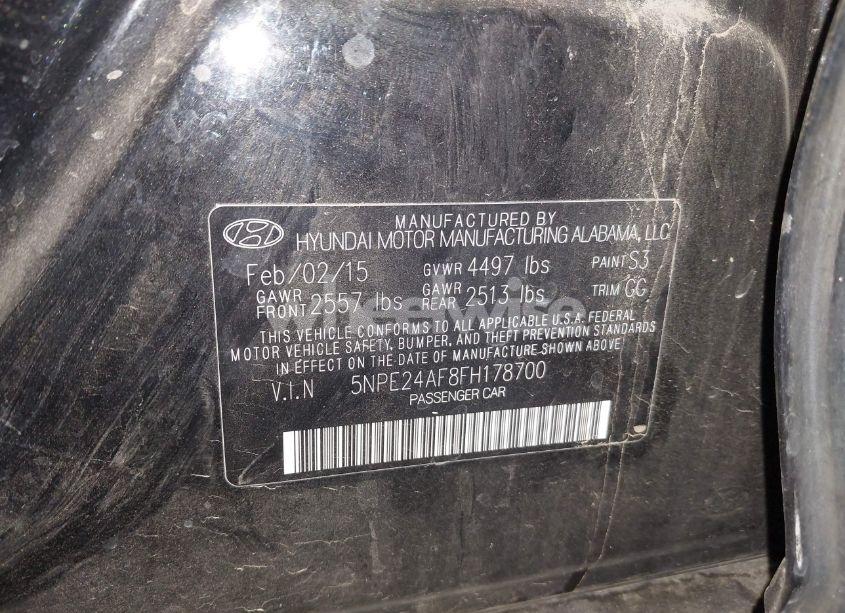 MANUFACTURED BY
HYUNDAI MOTOR MANUFACTURING ALABAMA, LLC
Feb/02/15 GVWR 4497 lbs PAINT S3
GAWR FRONT 2557 lbs GAWR REAR 2513 lbs TRIM GG
THIS VEHICLE CONFORMS TO ALL APPLICABLE U.S.A. FEDERAL
MOTOR VEHICLE SAFETY, BUMPER, AND THEFT PREVENTION STANDARDS
IN EFFECT ON THE DATE OF MANUFACTURE SHOWN ABOVE
V.I.N 5NPE24AF8FH178700
PASSENGER CAR
Wheelwise